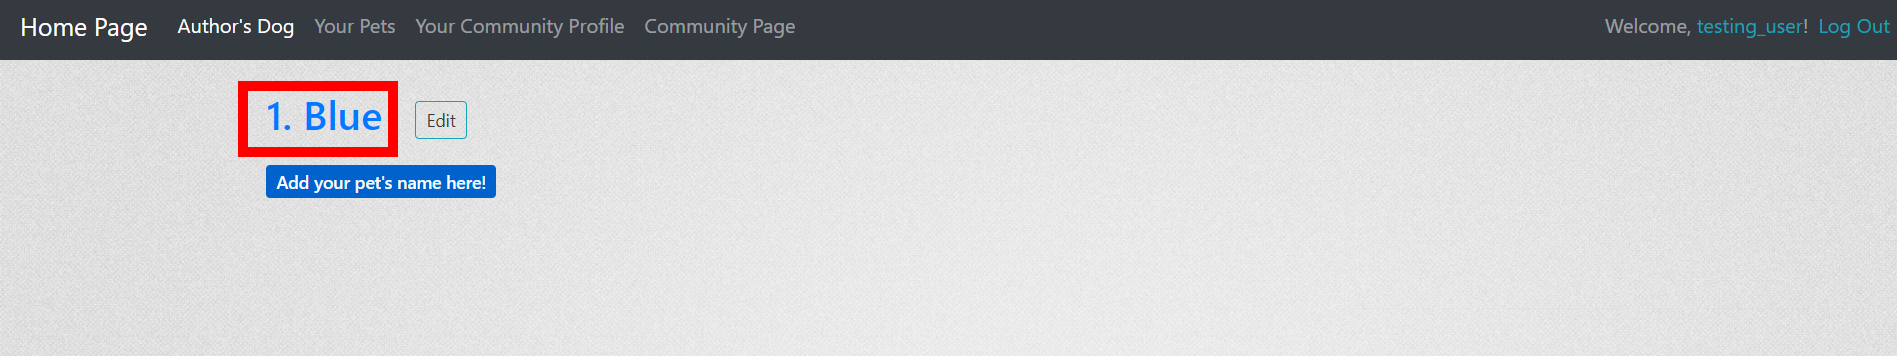 Home Page Author's Dog Your Pets Your Community Profile Community Page Welcome, testing_user! Log Out
1. Blue Edit
Add your pet's name here!